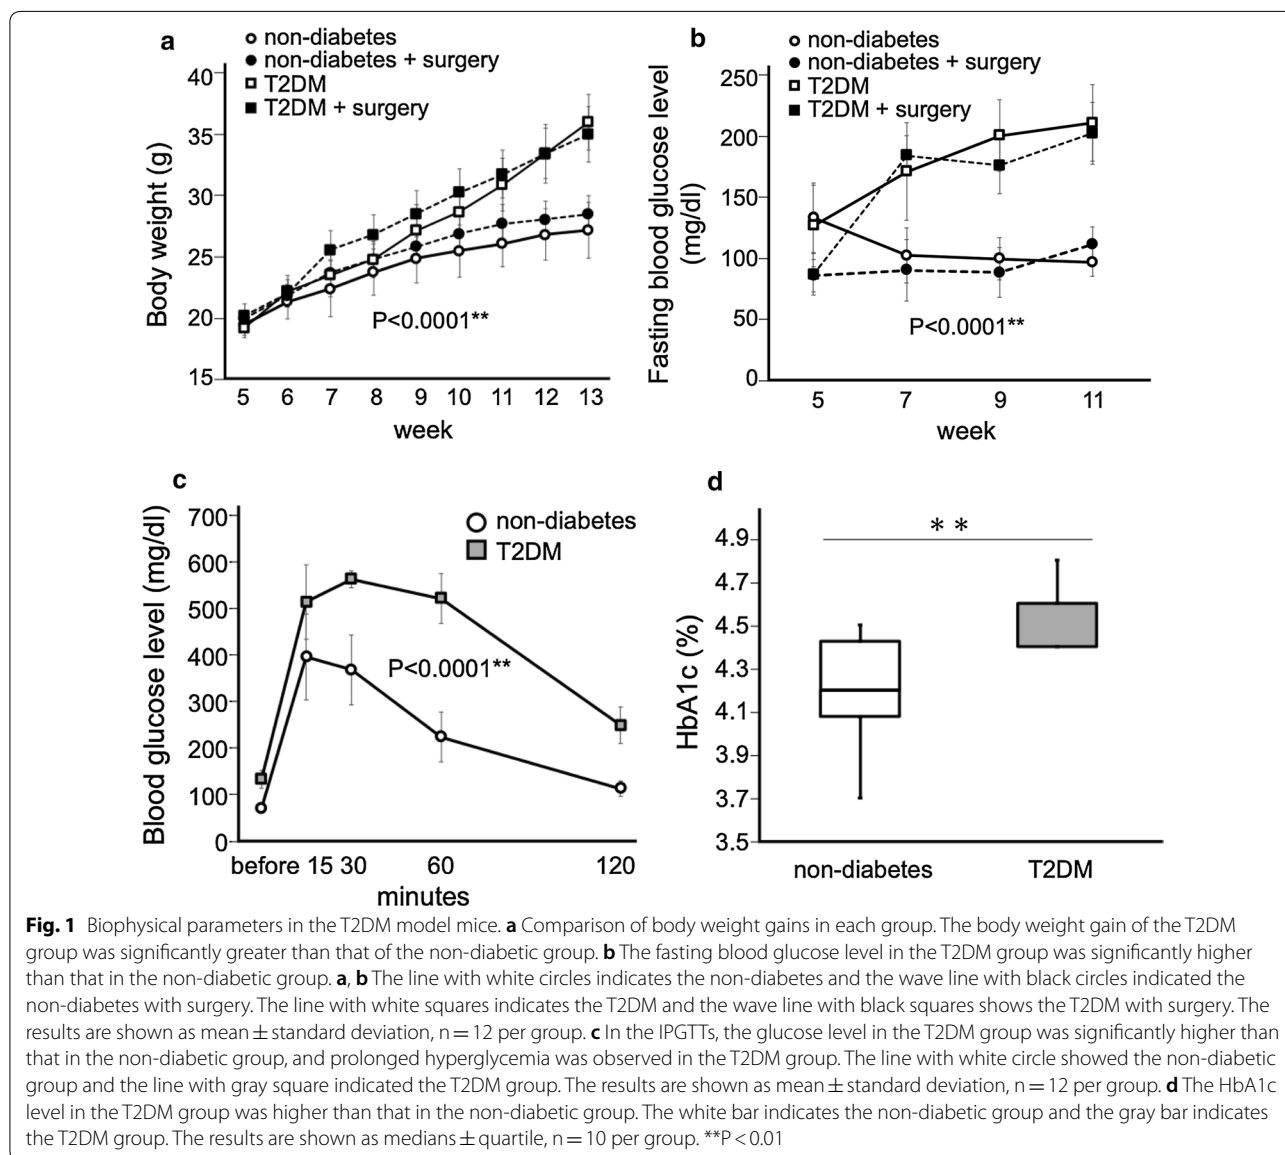 a
non-diabetes
non-diabetes + surgery
T2DM
T2DM + surgery
Body weight (g)
40
35
30
25
20
15
P<0.0001**
5 6 7 8 9 10 11 12 13
week
b
non-diabetes
non-diabetes + surgery
T2DM
T2DM + surgery
Fasting blood glucose level
(mg/dl)
250
200
150
100
50
0
P<0.0001**
5 7 9 11
week
c
non-diabetes
T2DM
Blood glucose level (mg/dl)
700
600
500
400
300
200
100
0
P<0.0001**
before 15 30 60 120
minutes
d
**
HbA1c (%)
4.9
4.7
4.5
4.3
4.1
3.9
3.7
3.5
non-diabetes T2DM
Fig. 1 Biophysical parameters in the T2DM model mice. a Comparison of body weight gains in each group. The body weight gain of the T2DM
group was significantly greater than that of the non-diabetic group. b The fasting blood glucose level in the T2DM group was significantly higher
than that in the non-diabetic group. a, b The line with white circles indicates the non-diabetes and the wave line with black circles indicated the
non-diabetes with surgery. The line with white squares indicates the T2DM and the wave line with black squares shows the T2DM with surgery. The
results are shown as mean ± standard deviation, n = 12 per group. c In the IPGTTs, the glucose level in the T2DM group was significantly higher than
that in the non-diabetic group, and prolonged hyperglycemia was observed in the T2DM group. The line with white circle showed the non-diabetic
group and the line with gray square indicated the T2DM group. The results are shown as mean ± standard deviation, n = 12 per group. d The HbA1c
level in the T2DM group was higher than that in the non-diabetic group. The white bar indicates the non-diabetic group and the gray bar indicates
the T2DM group. The results are shown as medians ± quartile, n = 10 per group. **P < 0.01